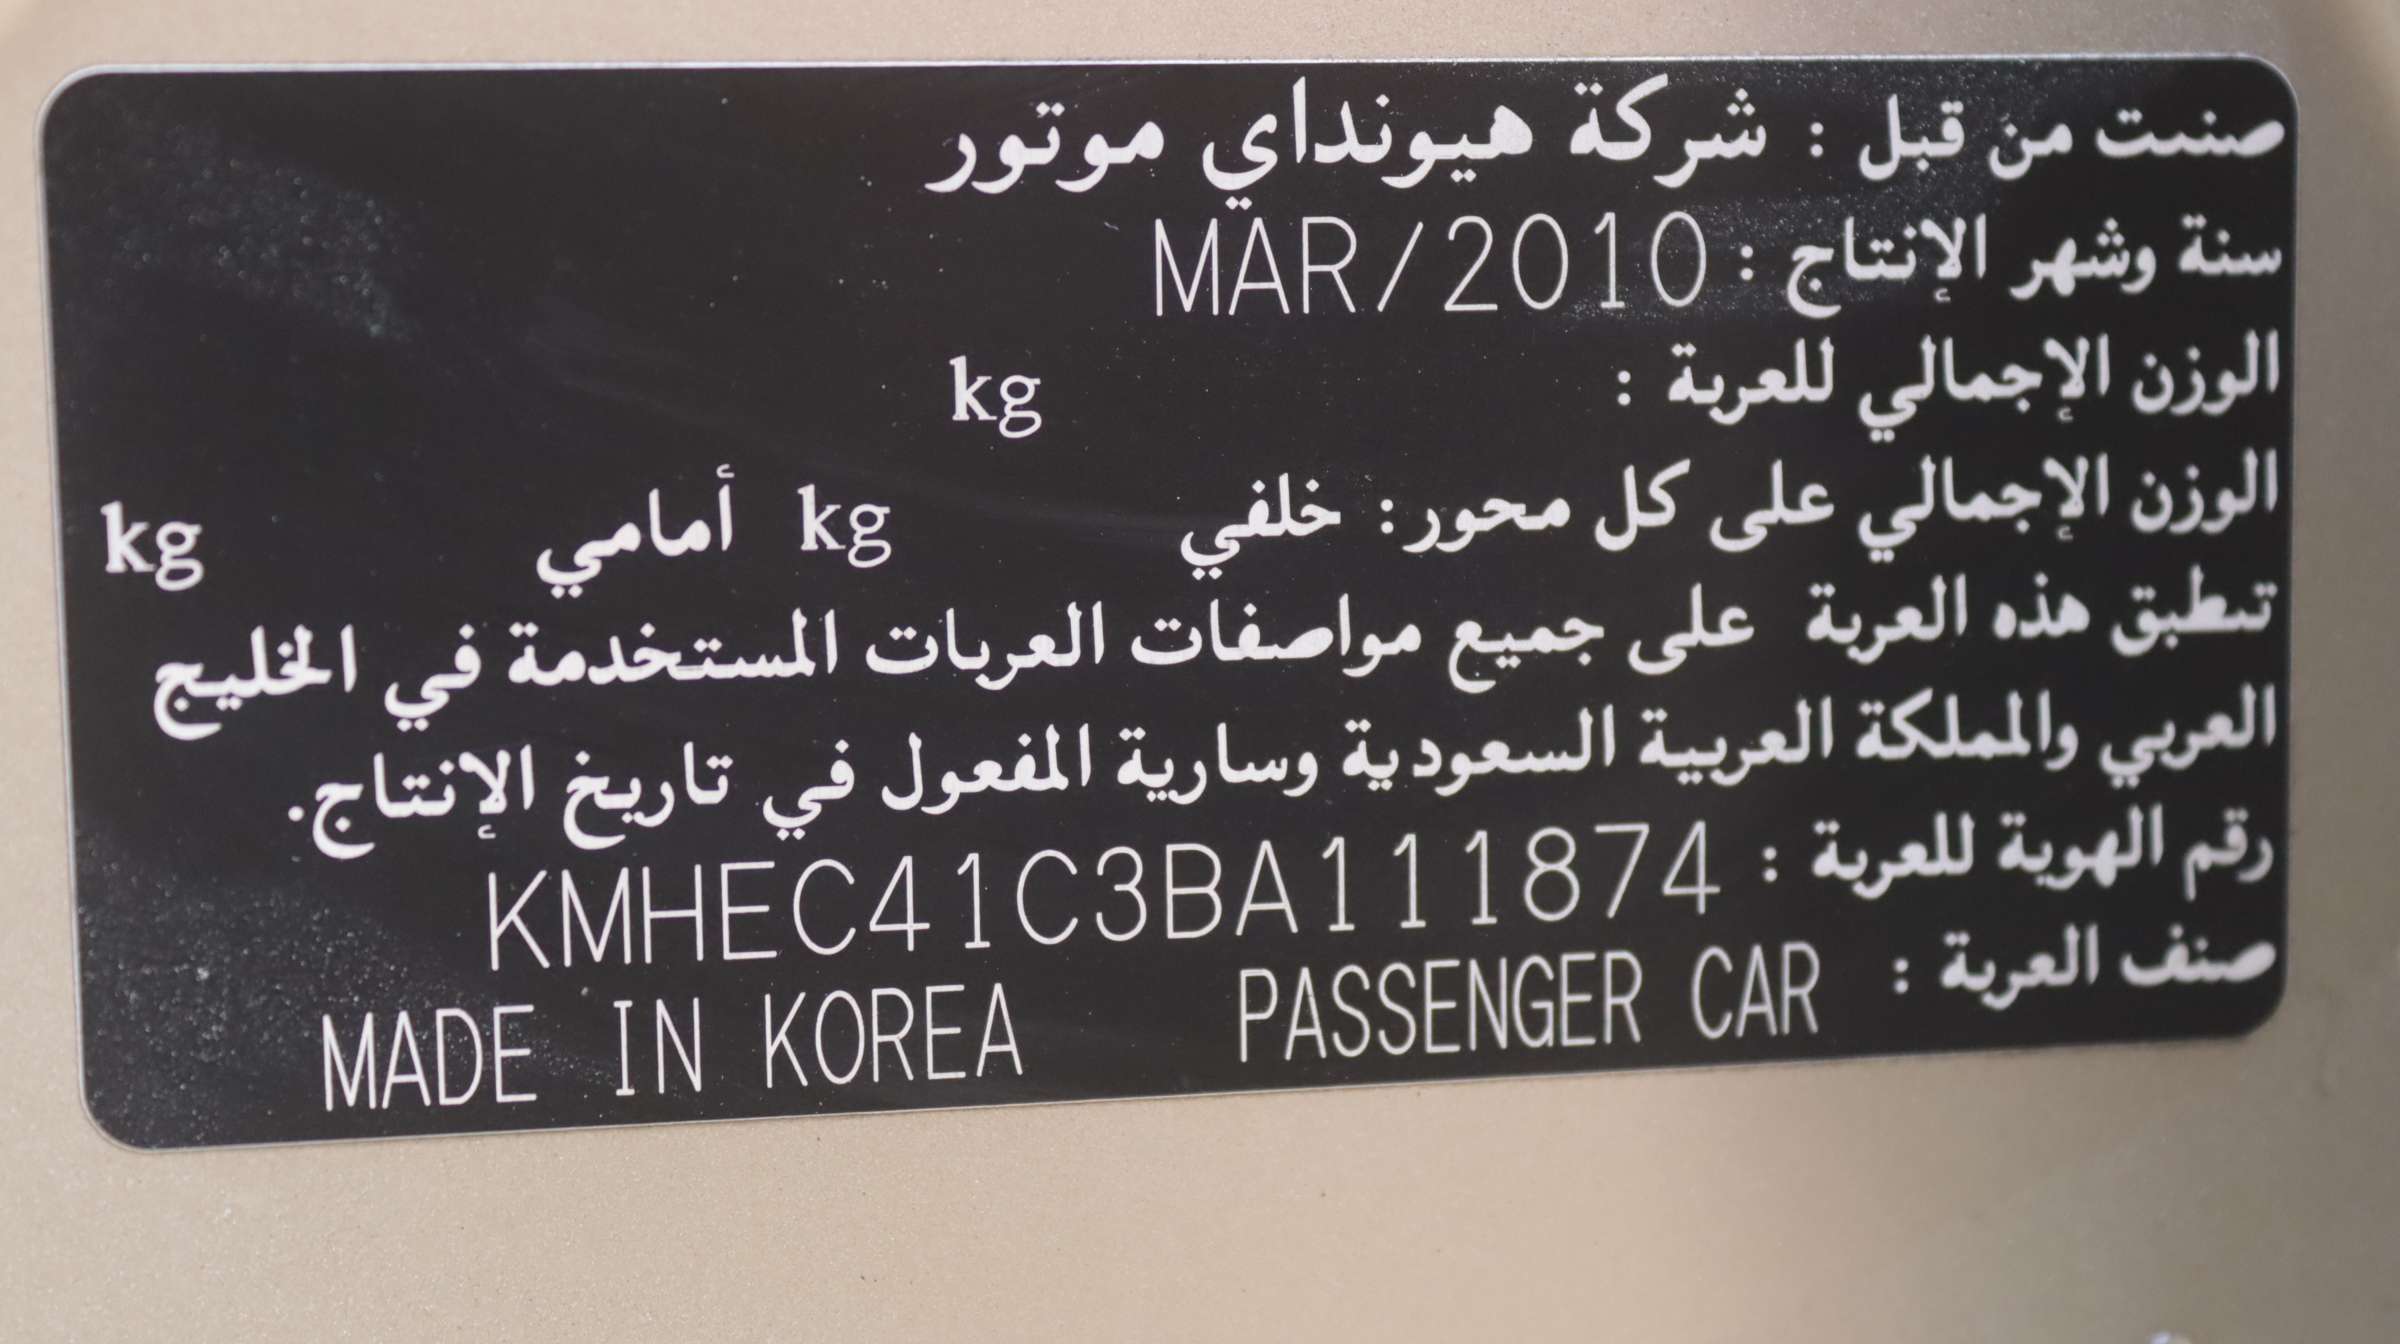 صنت من قبل : شركة هيونداي موتور
سنة وشهر الإنتاج : MAR/2010
الوزن الإجمالي للعربة : kg
الوزن الإجمالي على كل محور: خلفي kg أمامي kg
تنطبق هذه العربة على جميع مواصفات العربات المستخدمة في الخليج
العربي والمملكة العربية السعودية وسارية المفعول في تاريخ الإنتاج.
رقم الهوية للعربة : KMHEC41C3BA111874
صنف العربة : PASSENGER CAR MADE IN KOREA